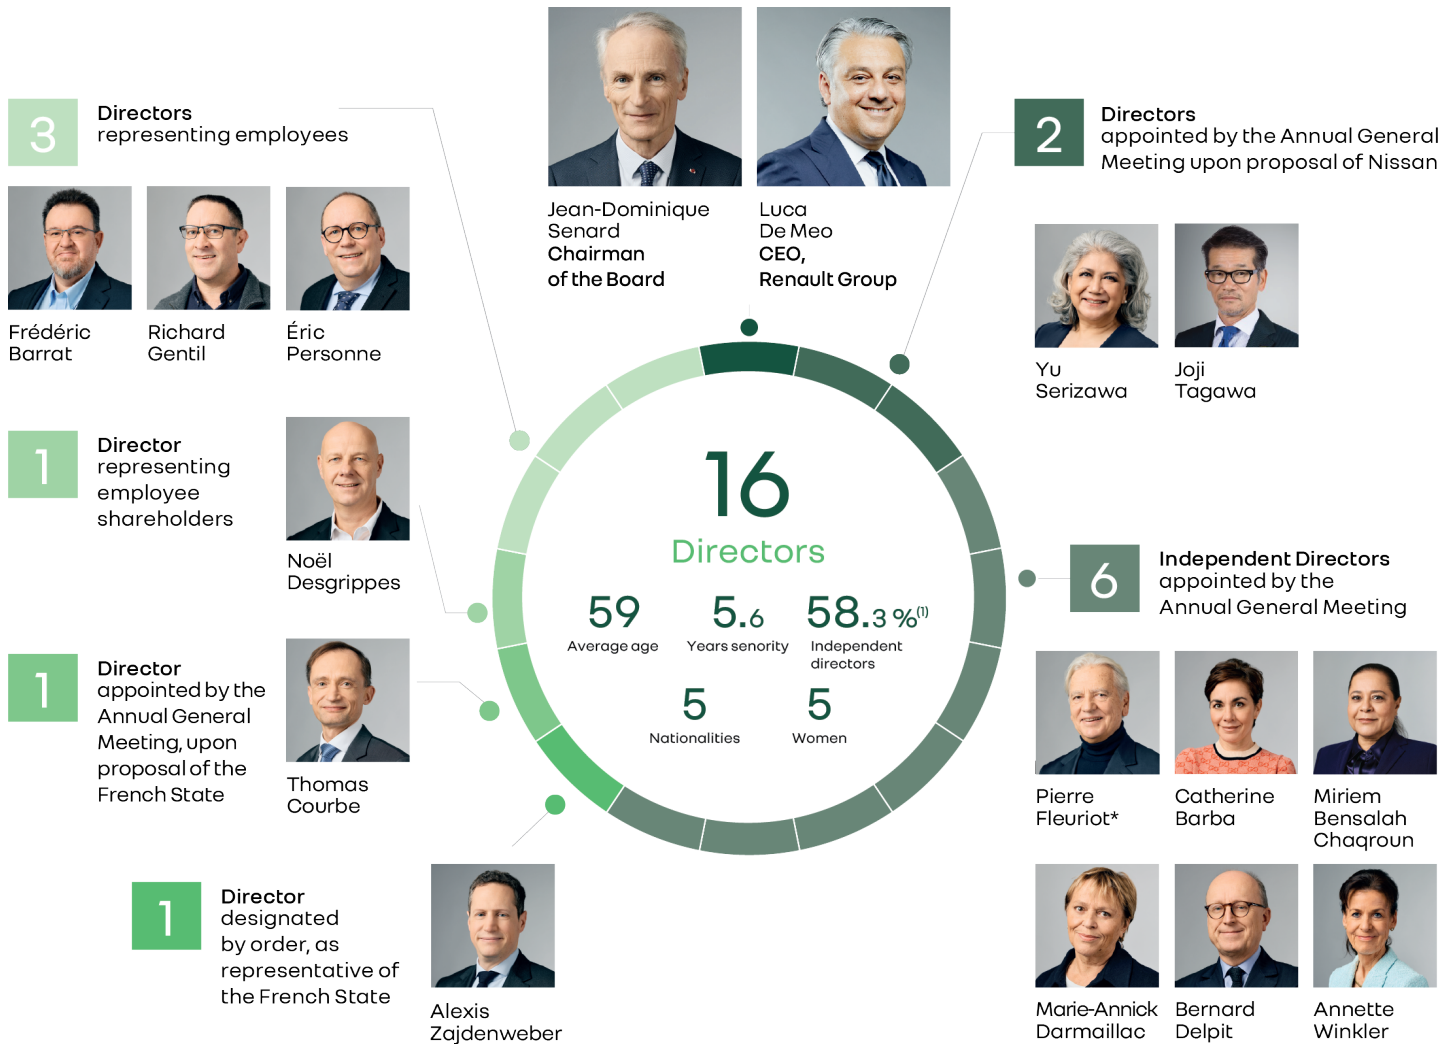 Jean-Dominique
Senard
Chairman
of the Board
Luca
De Meo
CEO,
Renault Group
3
Directors
representing employees
Frédéric
Barrat
Richard
Gentil
Éric
Personne
2
Directors
appointed by the Annual General
Meeting upon proposal of Nissan
Yu
Serizawa
Joji
Tagawa
1
Director
representing
employee
shareholders
Noël
Desgrippes
16
Directors
59
Average age
5.6
Years senority
58.3 %(1)
Independent
directors
5
Nationalities
5
Women
6
Independent Directors
appointed by the
Annual General Meeting
Pierre
Fleuriot*
Catherine
Barba
Miriem
Bensalah
Chaqroun
Marie-Annick
Darmaillac
Bernard
Delpit
Annette
Winkler
1
Director
appointed by the
Annual General
Meeting, upon
proposal of the
French State
Thomas
Courbe
1
Director
designated
by order, as
representative of
the French State
Alexis
Zajdenweber